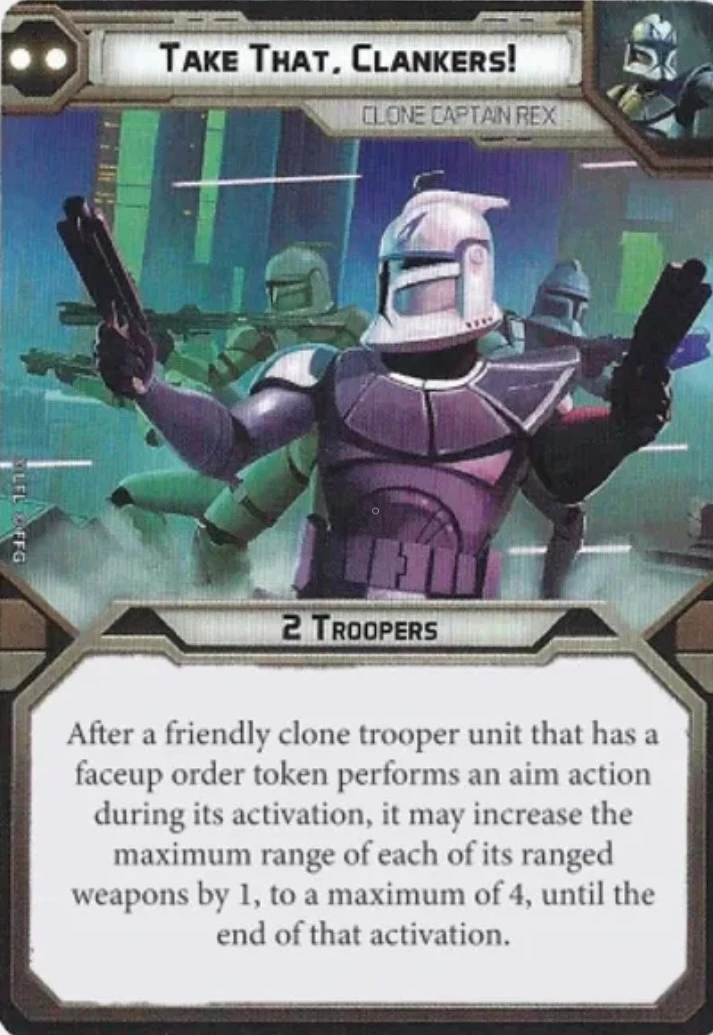 Take That, Clankers!
CLONE CAPTAIN REX
©LFL ©FFG
2 Troopers
After a friendly clone trooper unit that has a
faceup order token performs an aim action
during its activation, it may increase the
maximum range of each of its ranged
weapons by 1, to a maximum of 4, until the
end of that activation.